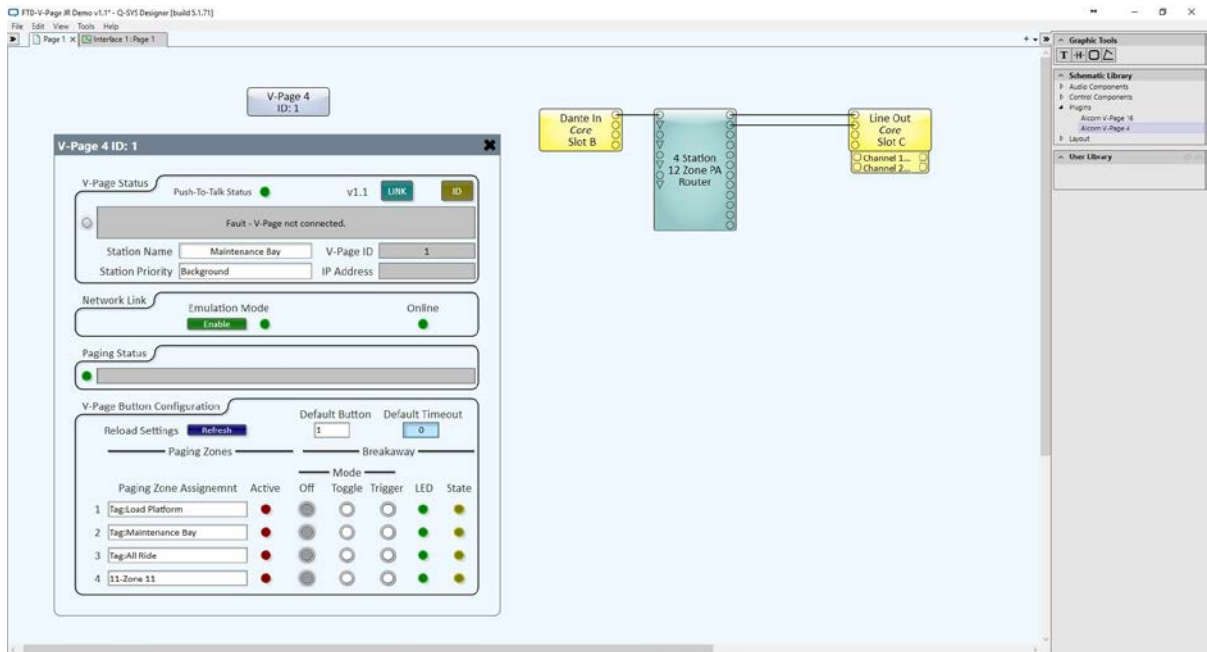 FTD-V-Page JR Demo v1.1* - Q-SYS Designer [build 5.1.71]
File Edit View Tools Help
Page 1 X Interface 1: Page 1
Graphic Tools
T
Schematic Library
Audio Components
Control Components
Plugins
Alcorn V-Page 16
Alcorn V-Page 4
Layout
User Library
V-Page 4
ID: 1
Dante In
Core
Slot B
4 Station
12 Zone PA
Router
Line Out
Core
Slot C
Channel 1...
Channel 2...
V-Page 4 ID: 1
V-Page Status
Push-To-Talk Status v1.1 LINK ID
Fault - V-Page not connected.
Station Name Maintenance Bay V-Page ID 1
Station Priority Background IP Address
Network Link
Emulation Mode Online
Enable
Paging Status
V-Page Button Configuration
Default Button Default Timeout
Reload Settings Refresh 1 0
Paging Zones Breakaway
Mode
Paging Zone Assignemnt Active Off Toggle Trigger LED State
1 Tag:Load Platform
2 Tag:Maintenance Bay
3 Tag:All Ride
4 11-Zone 11